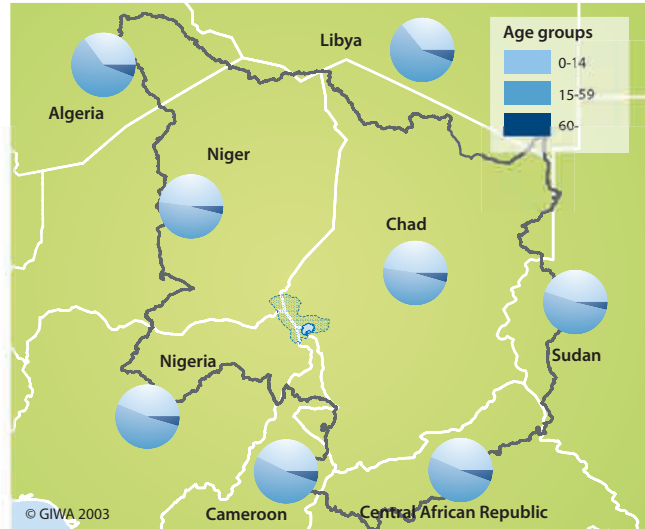 Libya
Age groups
0-14
15-59
60-
Algeria
Niger
Chad
Nigeria
Sudan
© GIWA 2003
Cameroon
Central African Republic